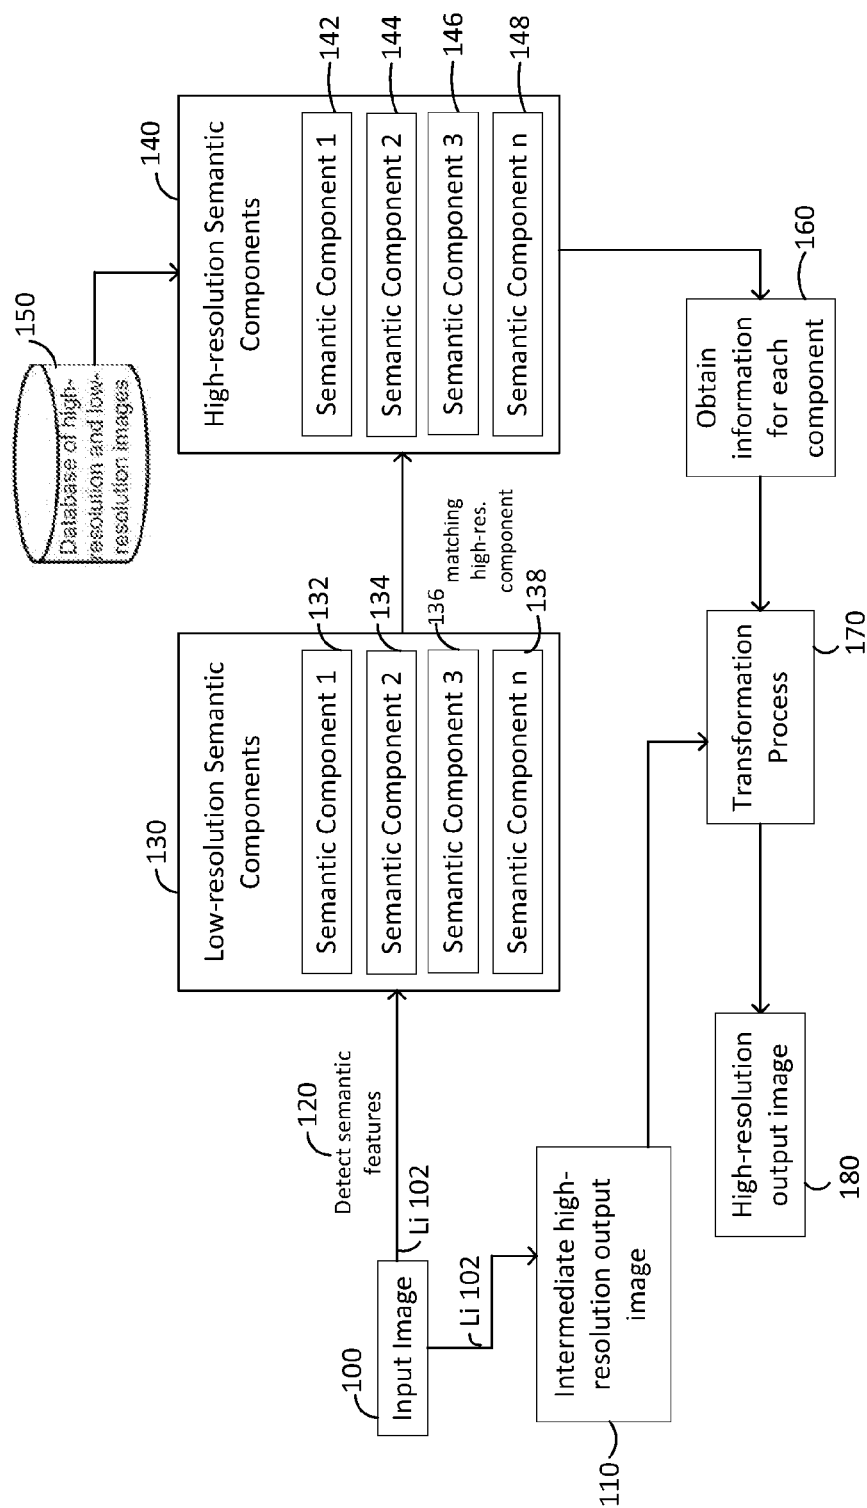 150
Database of high-
resolution and low-
resolution images
140
High-resolution Semantic
Components
Semantic Component 1
142
Semantic Component 2
144
Semantic Component 3
146
Semantic Component n
148
130
Low-resolution Semantic
Components
Semantic Component 1
132
Semantic Component 2
134
Semantic Component 3
136
Semantic Component n
138
matching
high-res.
component
120
Detect semantic
features
Li 102
100
Input Image
Li 102
Intermediate high-
resolution output
image
110
160
Obtain
information
for each
component
Transformation
Process
170
High-resolution
output image
180